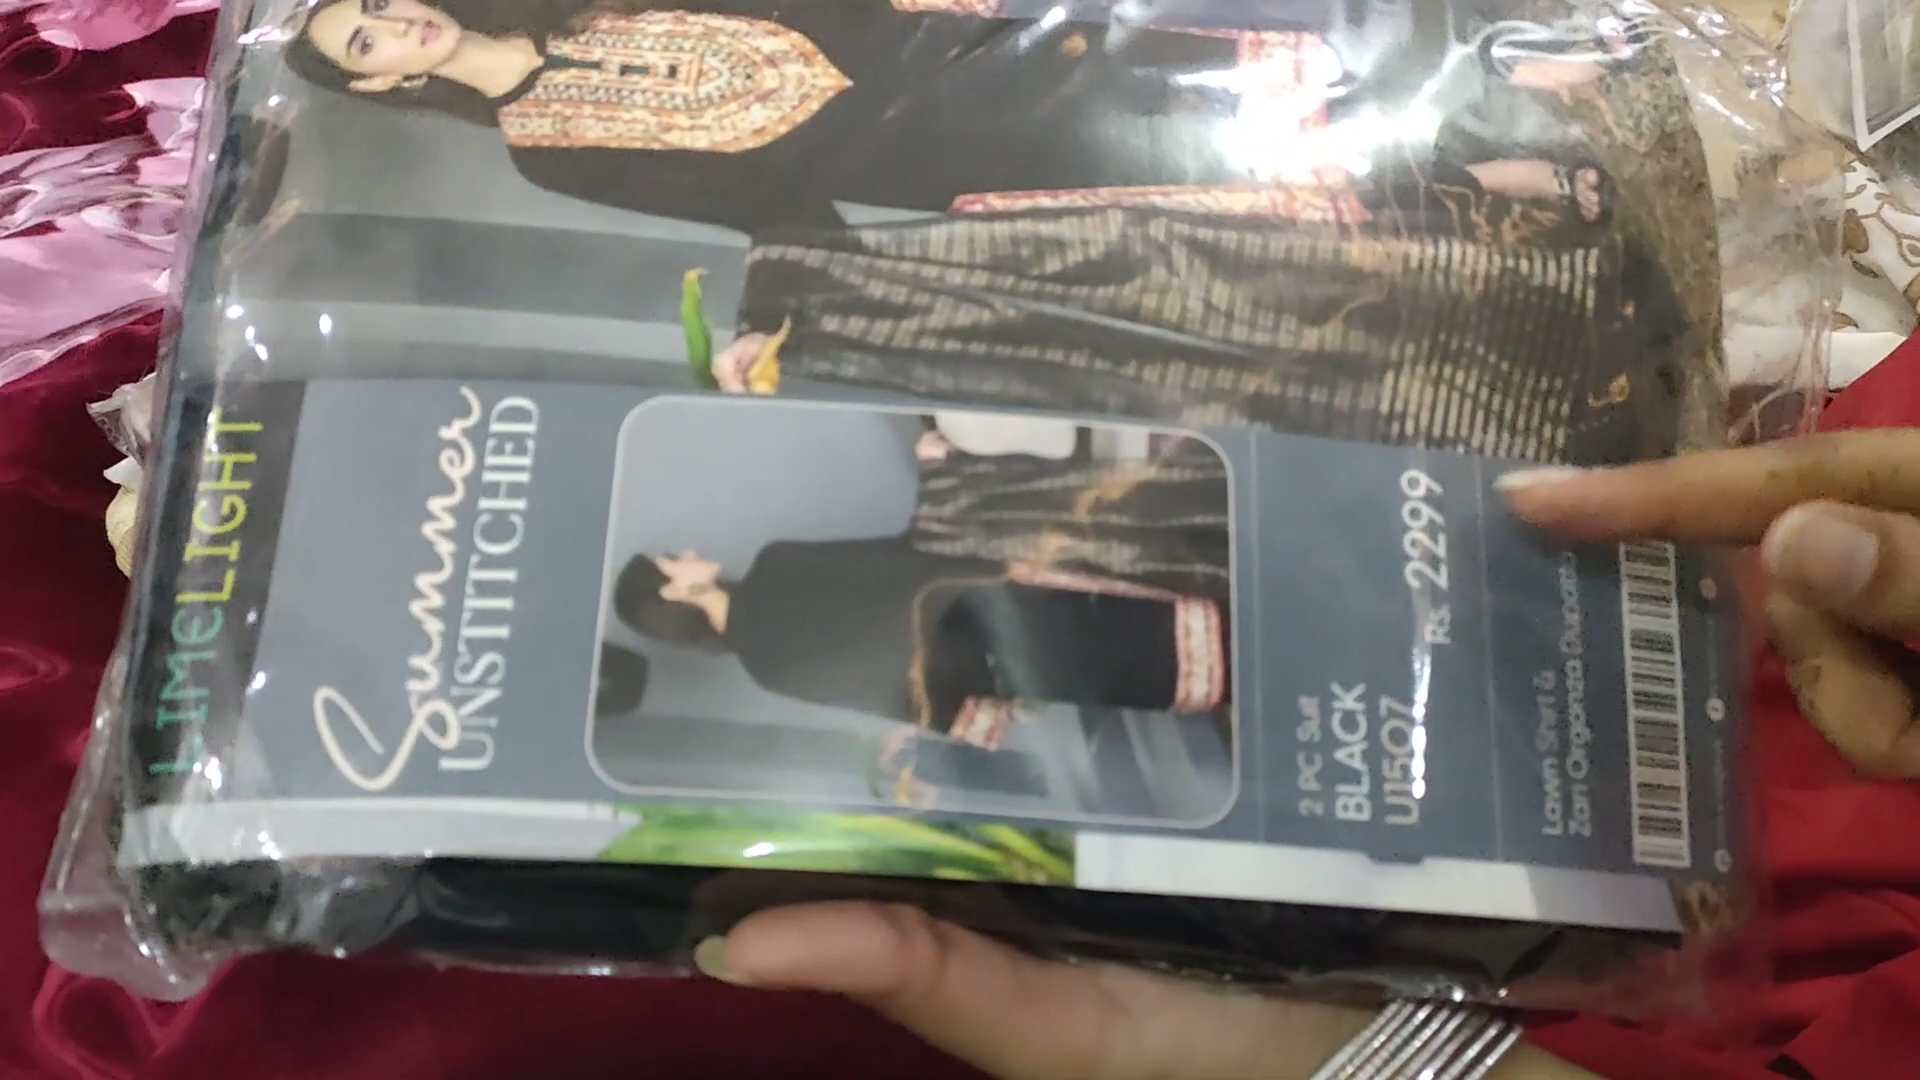 LIMELIGHT
Summer
UNSTITCHED
2 PC Suit
BLACK
U1507
Rs. 2299
Lawn Shirt &
Zari Organza Dupatta